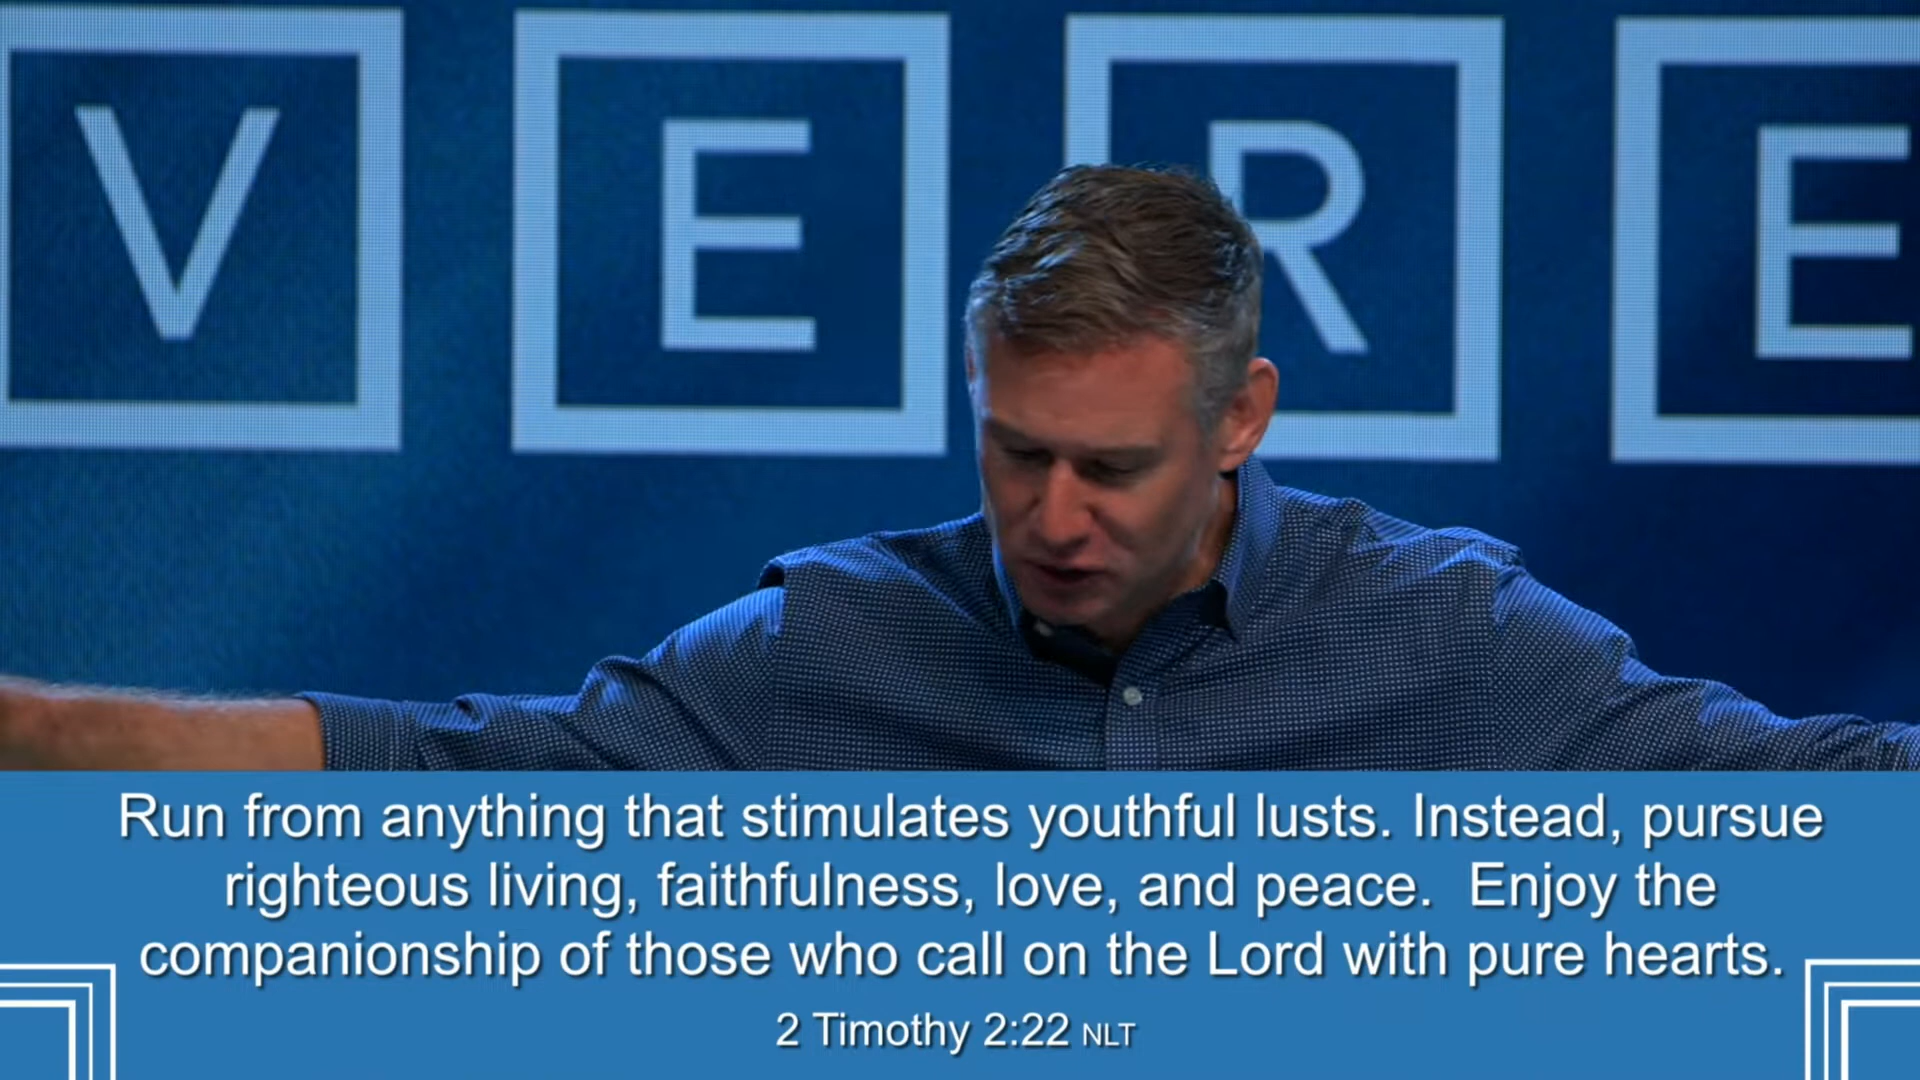 V E R E
Run from anything that stimulates youthful lusts. Instead, pursue
righteous living, faithfulness, love, and peace.  Enjoy the
companionship of those who call on the Lord with pure hearts.
2 Timothy 2:22 NLT